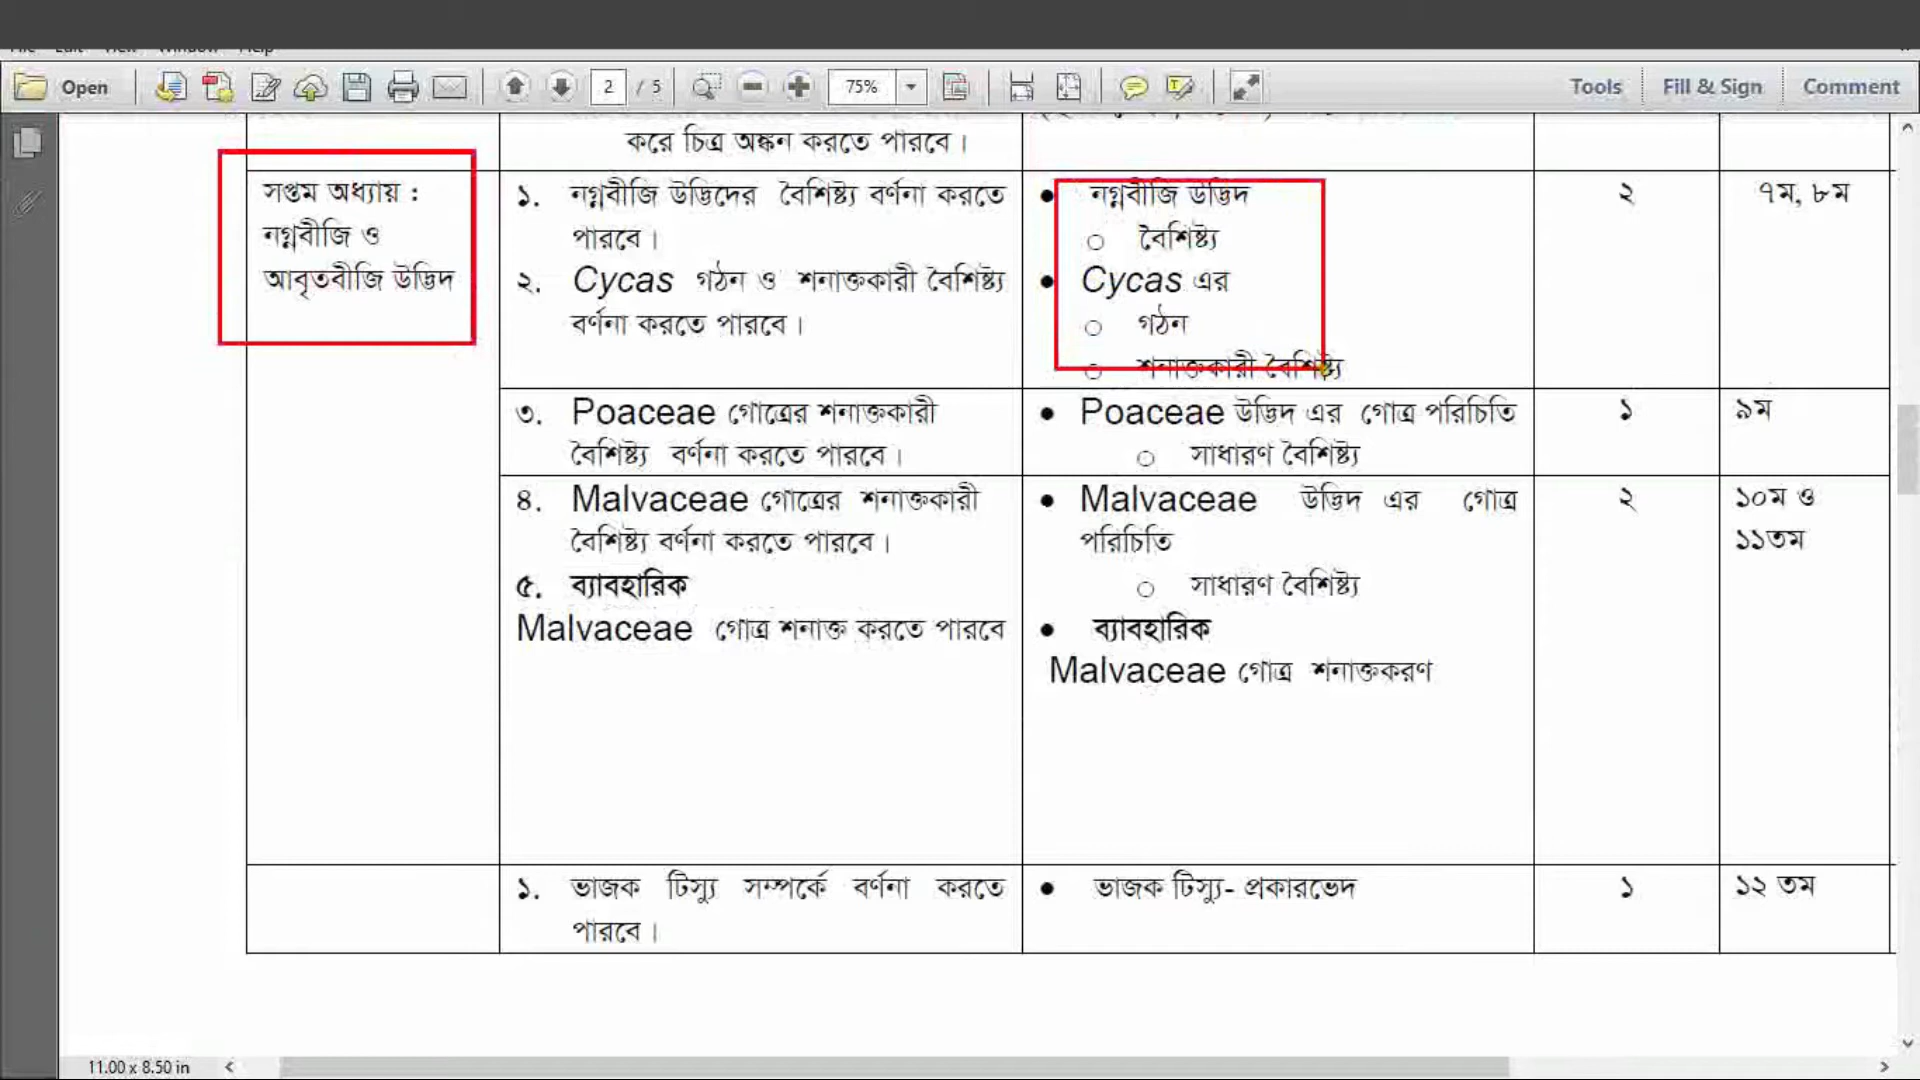 Open
2 / 5
75%
Tools
Fill & Sign
Comment
করে চিত্র অঙ্কন করতে পারবে।
সপ্তম অধ্যায় :
নগ্নবীজি ও
আবৃতবীজি উদ্ভিদ
১. নগ্নবীজি উদ্ভিদের বৈশিষ্ট্য বর্ণনা করতে
পারবে।
২. Cycas গঠন ও শনাক্তকারী বৈশিষ্ট্য
বর্ণনা করতে পারবে।
• নগ্নবীজি উদ্ভিদ
○ বৈশিষ্ট্য
• Cycas এর
○ গঠন
○ শনাক্তকারী বৈশিষ্ট্য
২
৭ম, ৮ম
৩. Poaceae গোত্রের শনাক্তকারী
বৈশিষ্ট্য বর্ণনা করতে পারবে।
• Poaceae উদ্ভিদ এর গোত্র পরিচিতি
○ সাধারণ বৈশিষ্ট্য
১
৯ম
৪. Malvaceae গোত্রের শনাক্তকারী
বৈশিষ্ট্য বর্ণনা করতে পারবে।
৫. ব্যাবহারিক
Malvaceae গোত্র শনাক্ত করতে পারবে
• Malvaceae উদ্ভিদ এর গোত্র
পরিচিতি
○ সাধারণ বৈশিষ্ট্য
• ব্যাবহারিক
Malvaceae গোত্র শনাক্তকরণ
২
১০ম ও
১১তম
১. ভাজক টিস্যু সম্পর্কে বর্ণনা করতে
পারবে।
• ভাজক টিস্যু- প্রকারভেদ
১
১২ তম
11.00 x 8.50 in